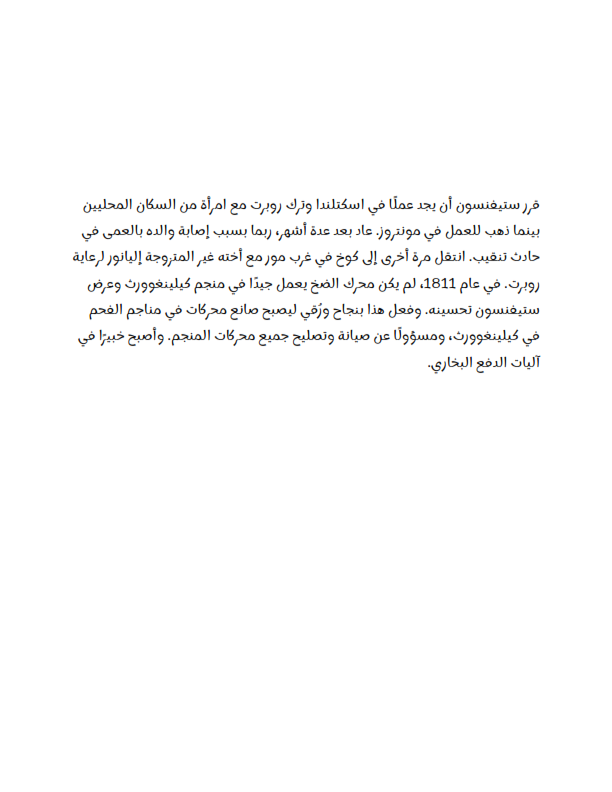 قرر ستيفنسون أن يجد عملًا في اسكتلندا وترك روبرت مع امرأة من السكان المحليين
بينما ذهب للعمل في مونتروز. عاد بعد عدة أشهر، ربما بسبب إصابة والده بالعمى في
حادث تنقيب. انتقل مرة أخرى إلى كوخ في غرب مور مع أخته غير المتروجة إليانور لرعاية
روبرت. في عام 1811، لم يكن محرك الضخ يعمل جيدًا في منجم كيلينغوورث وعرض
ستيفنسون تحسينه. وفعل هذا بنجاح ورُقي ليصبح صانع محركات في مناجم الفحم
في كيلينغوورث، ومسؤولًا عن صيانة وتصليح جميع محركات المنجم. وأصبح خبيرًا في
آليات الدفع البخاري.